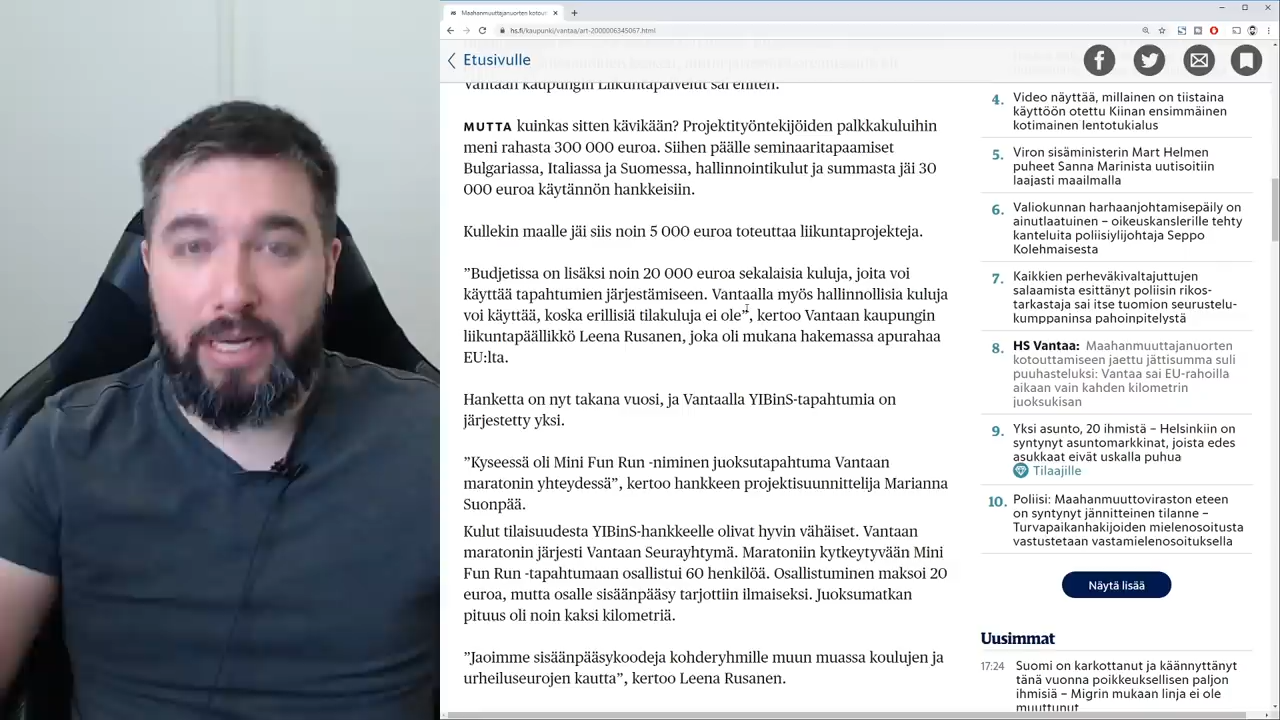 Maahanmuuttajanuorten kotout
hs.fi/kaupunki/vantaa/art-2000006345067.html
Etusivulle
Vantaan kaupungin Liikuntapalvelut sai eniten.
MUTTA kuinkas sitten kävikään? Projektityöntekijöiden palkkakuluihin
meni rahasta 300 000 euroa. Siihen päälle seminaaritapaamiset
Bulgariassa, Italiassa ja Suomessa, hallinnointikulut ja summasta jäi 30
000 euroa käytännön hankkeisiin.
Kullekin maalle jäi siis noin 5 000 euroa toteuttaa liikuntaprojekteja.
”Budjetissa on lisäksi noin 20 000 euroa sekalaisia kuluja, joita voi
käyttää tapahtumien järjestämiseen. Vantaalla myös hallinnollisia kuluja
voi käyttää, koska erillisiä tilakuluja ei ole”, kertoo Vantaan kaupungin
liikuntapäällikkö Leena Rusanen, joka oli mukana hakemassa apurahaa
EU:lta.
Hanketta on nyt takana vuosi, ja Vantaalla YIBinS-tapahtumia on
järjestetty yksi.
”Kyseessä oli Mini Fun Run -niminen juoksutapahtuma Vantaan
maratonin yhteydessä”, kertoo hankkeen projektisuunnittelija Marianna
Suonpää.
Kulut tilaisuudesta YIBinS-hankkeelle olivat hyvin vähäiset. Vantaan
maratonin järjesti Vantaan Seurayhtymä. Maratoniin kytkeytyvään Mini
Fun Run -tapahtumaan osallistui 60 henkilöä. Osallistuminen maksoi 20
euroa, mutta osalle sisäänpääsy tarjottiin ilmaiseksi. Juoksumatkan
pituus oli noin kaksi kilometriä.
”Jaoimme sisäänpääsykoodeja kohderyhmille muun muassa koulujen ja
urheiluseurojen kautta”, kertoo Leena Rusanen.
4. Video näyttää, millainen on tiistaina
käyttöön otettu Kiinan ensimmäinen
kotimainen lentotukialus
5. Viron sisäministerin Mart Helmen
puheet Sanna Marinista uutisoitiin
laajasti maailmalla
6. Valiokunnan harhaanjohtamisepäily on
ainutlaatuinen – oikeuskanslerille tehty
kanteluita poliisiylijohtaja Seppo
Kolehmaisesta
7. Kaikkien perheväkivaltajuttujen
salaamista esittänyt poliisin rikos-
tarkastaja sai itse tuomion seurustelu-
kumppaninsa pahoinpitelystä
8. HS Vantaa: Maahanmuuttajanuorten
kotouttamiseen jaettu jättisumma suli
puuhasteluksi: Vantaa sai EU-rahoilla
aikaan vain kahden kilometrin
juoksukisan
9. Yksi asunto, 20 ihmistä – Helsinkiin on
syntynyt asuntomarkkinat, joista edes
asukkaat eivät uskalla puhua
Tilaajille
10. Poliisi: Maahanmuuttoviraston eteen
on syntynyt jännitteinen tilanne –
Turvapaikanhakijoiden mielenosoitusta
vastustetaan vastamielenosoituksella
Näytä lisää
Uusimmat
17:24 Suomi on karkottanut ja käännyttänyt
tänä vuonna poikkeuksellisen paljon
ihmisiä – Migrin mukaan linja ei ole
muuttunut